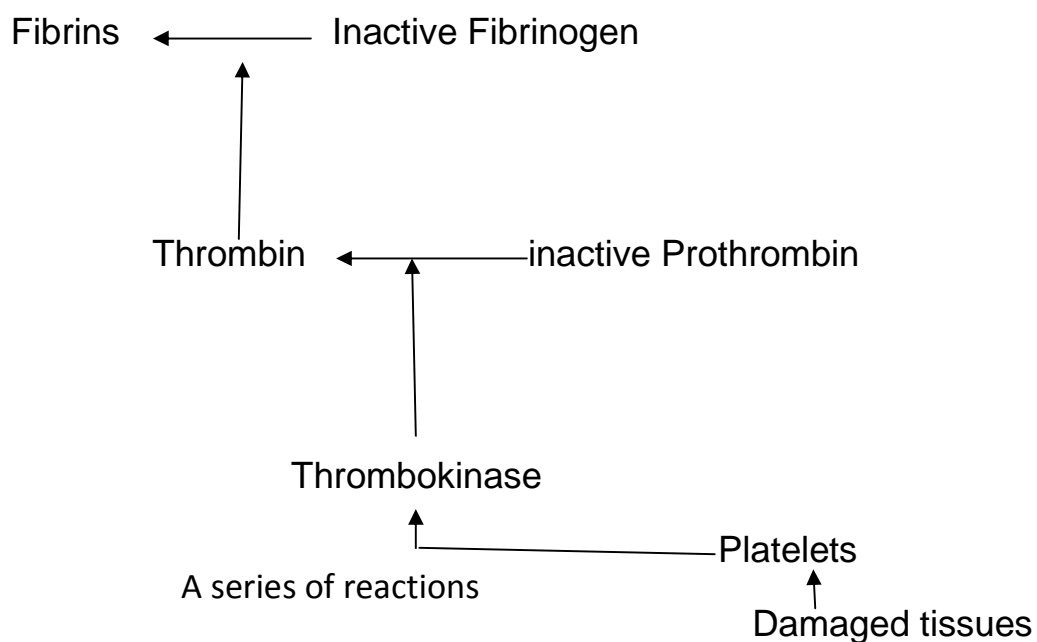 Fibrins Inactive Fibrinogen
Thrombin inactive Prothrombin
Thrombokinase
Platelets
A series of reactions
Damaged tissues